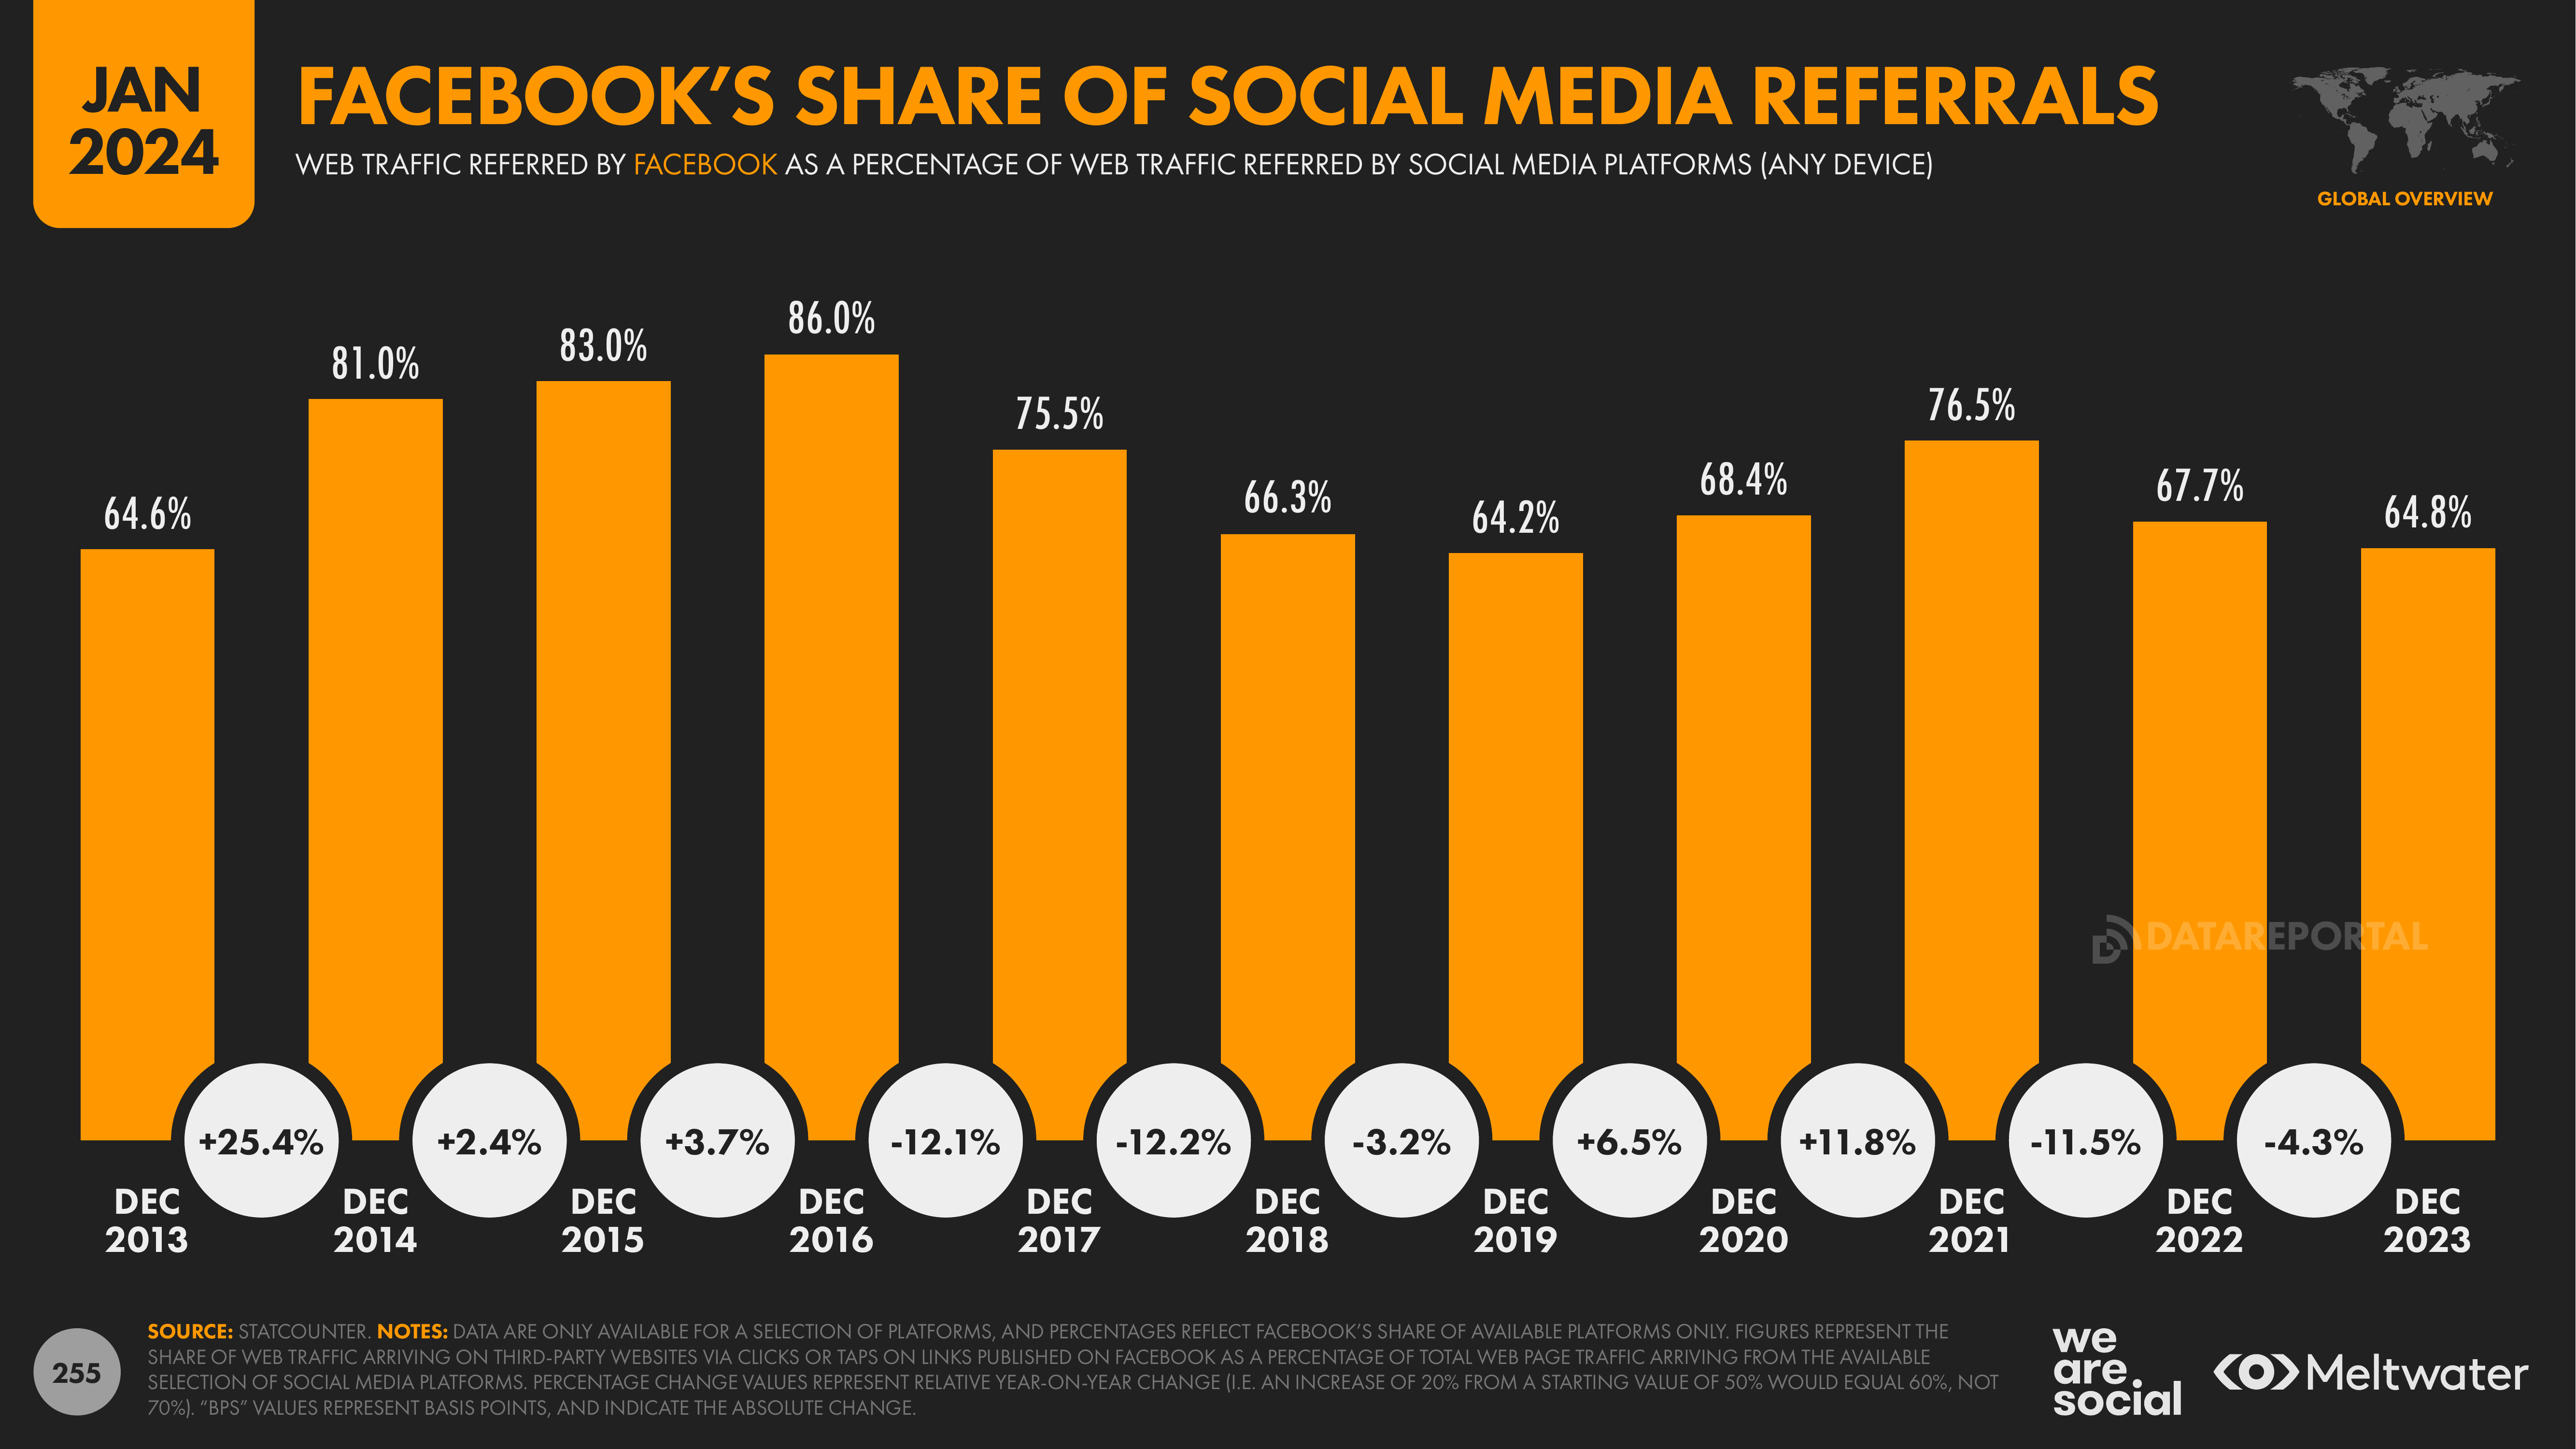 JAN
2024
FACEBOOK’S SHARE OF SOCIAL MEDIA REFERRALS
WEB TRAFFIC REFERRED BY FACEBOOK AS A PERCENTAGE OF WEB TRAFFIC REFERRED BY SOCIAL MEDIA PLATFORMS (ANY DEVICE)
GLOBAL OVERVIEW
64.6%
81.0%
83.0%
86.0%
75.5%
66.3%
64.2%
68.4%
76.5%
67.7%
64.8%
DATAREPORTAL
+25.4%
+2.4%
+3.7%
-12.1%
-12.2%
-3.2%
+6.5%
+11.8%
-11.5%
-4.3%
DEC
2013
DEC
2014
DEC
2015
DEC
2016
DEC
2017
DEC
2018
DEC
2019
DEC
2020
DEC
2021
DEC
2022
DEC
2023
255
SOURCE: STATCOUNTER. NOTES: DATA ARE ONLY AVAILABLE FOR A SELECTION OF PLATFORMS, AND PERCENTAGES REFLECT FACEBOOK’S SHARE OF AVAILABLE PLATFORMS ONLY. FIGURES REPRESENT THE
SHARE OF WEB TRAFFIC ARRIVING ON THIRD-PARTY WEBSITES VIA CLICKS OR TAPS ON LINKS PUBLISHED ON FACEBOOK AS A PERCENTAGE OF TOTAL WEB PAGE TRAFFIC ARRIVING FROM THE AVAILABLE
SELECTION OF SOCIAL MEDIA PLATFORMS. PERCENTAGE CHANGE VALUES REPRESENT RELATIVE YEAR-ON-YEAR CHANGE (I.E. AN INCREASE OF 20% FROM A STARTING VALUE OF 50% WOULD EQUAL 60%, NOT
70%). “BPS” VALUES REPRESENT BASIS POINTS, AND INDICATE THE ABSOLUTE CHANGE.
we
are.
social
Meltwater